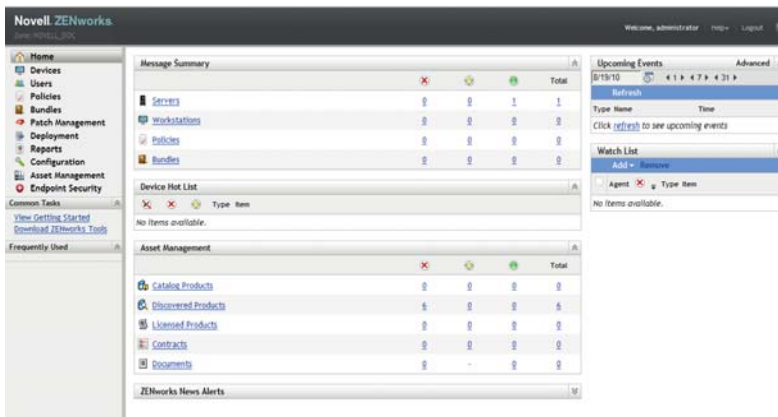 Novell ZENworks.
Zone: NOVELL_DOC
Welcome, administrator Help Logout
Home
Devices
Users
Policies
Bundles
Patch Management
Deployment
Reports
Configuration
Asset Management
Endpoint Security
Common Tasks
View Getting Started
Download ZENworks Tools
Frequently Used
Message Summary
Total
Servers 0 0 1 1
Workstations 0 0 0 0
Policies 0 0 0 0
Bundles 0 0 0 0
Device Hot List
Type Item
No items available.
Asset Management
Total
Catalog Products 0 0 0 0
Discovered Products 6 0 0 6
Licensed Products 0 0 0 0
Contracts 0 0 0 0
Documents 0 - 0 0
ZENworks News Alerts
Upcoming Events Advanced
8/19/10 1 7 31
Refresh
Type Name Time
Click refresh to see upcoming events
Watch List
Add Remove
Agent Type Item
No items available.